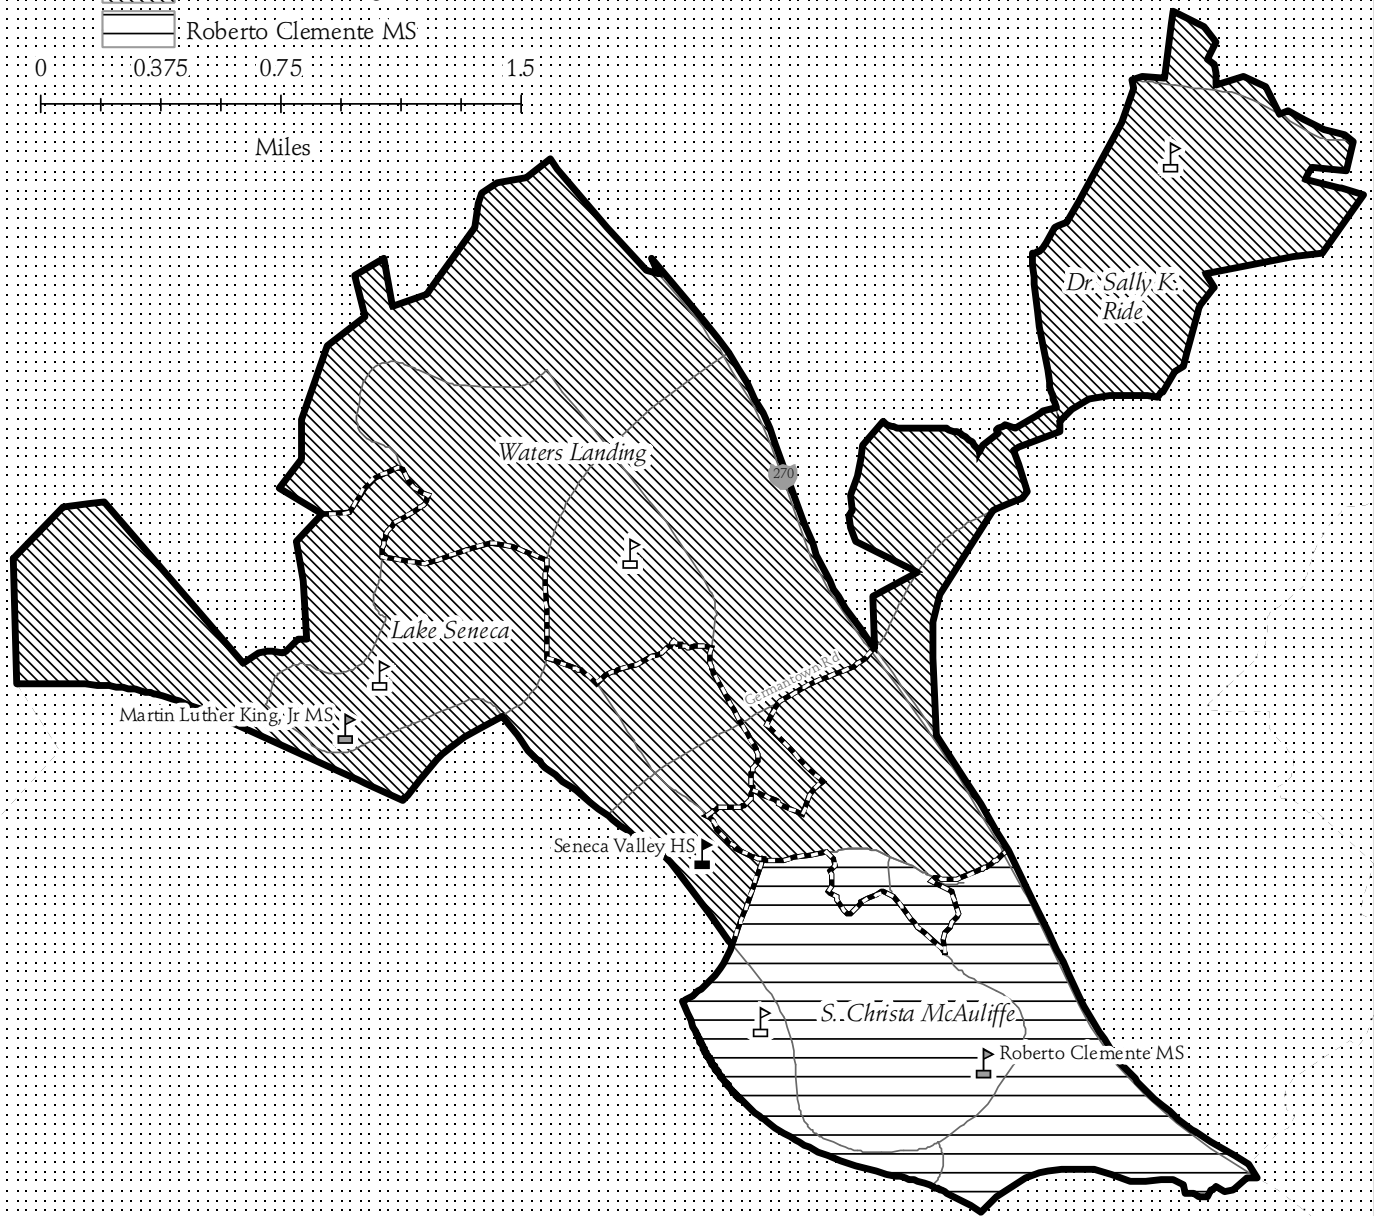 Roberto Clemente MS
0 0.375 0.75 1.5
Miles
Dr. Sally K.
Ride
Waters Landing
270
Lake Seneca
Germantown Rd
Martin Luther King, Jr MS
Seneca Valley HS
S. Christa McAuliffe
Roberto Clemente MS